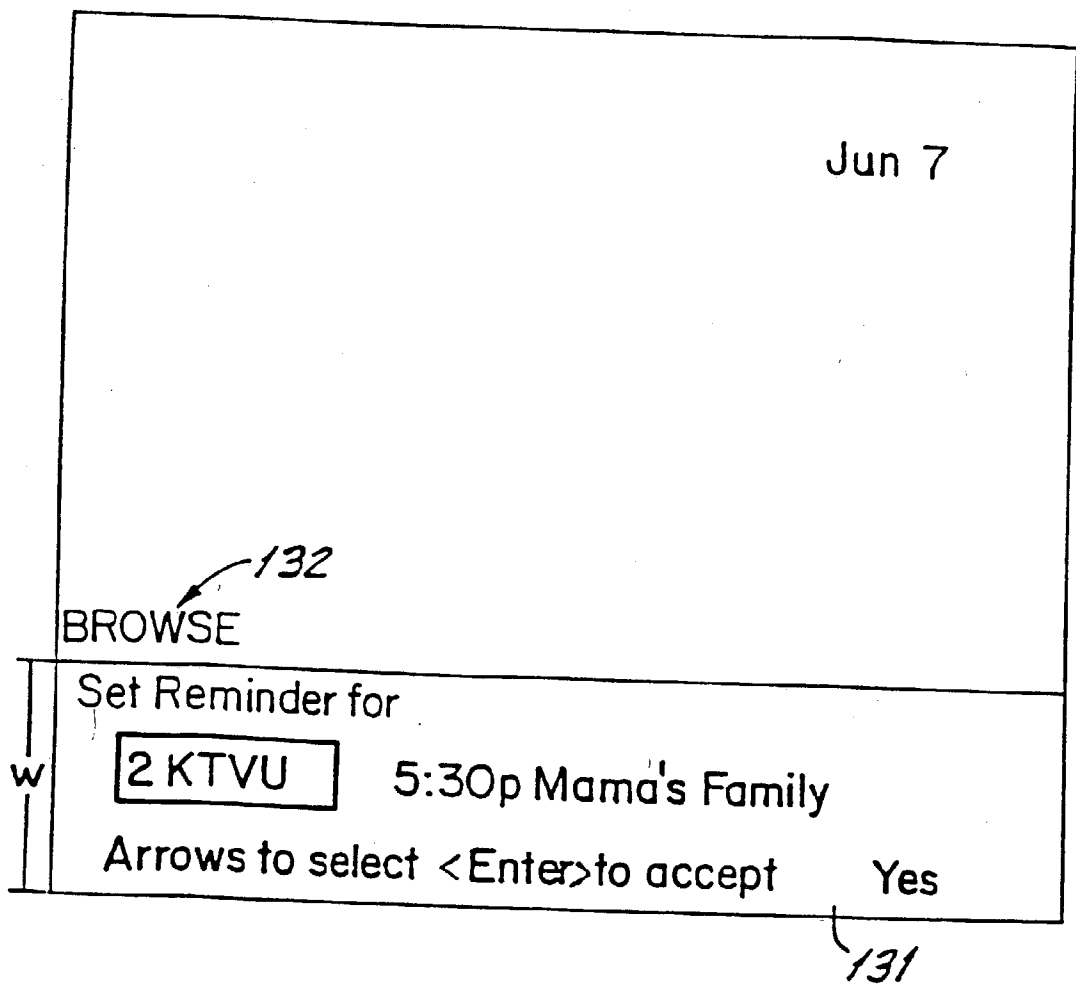 Jun 7
132
BROWSE
Set Reminder for
W
2 KTVU 5:30p Mama's Family
Arrows to select <Enter>to accept Yes
131